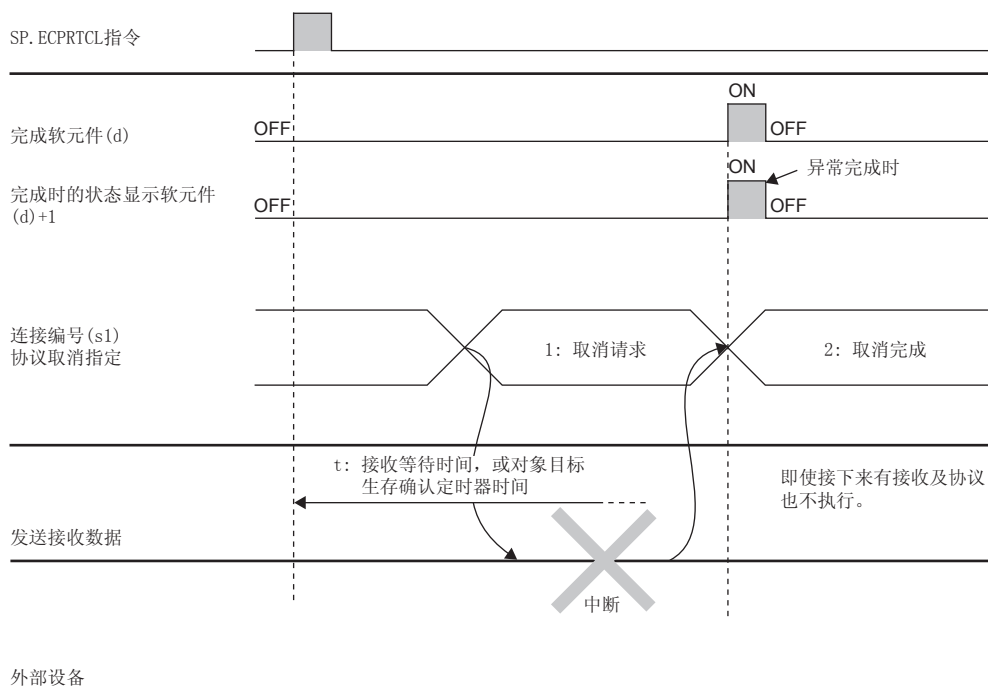 SP.ECPRTCL指令
ON
完成软元件(d)
OFF
OFF
ON
异常完成时
完成时的状态显示软元件
(d)+1
OFF
OFF
连接编号(s1)
协议取消指定
1: 取消请求
2: 取消完成
t: 接收等待时间, 或对象目标
生存确认定时器时间
即使接下来有接收及协议
也不执行。
发送接收数据
中断
外部设备